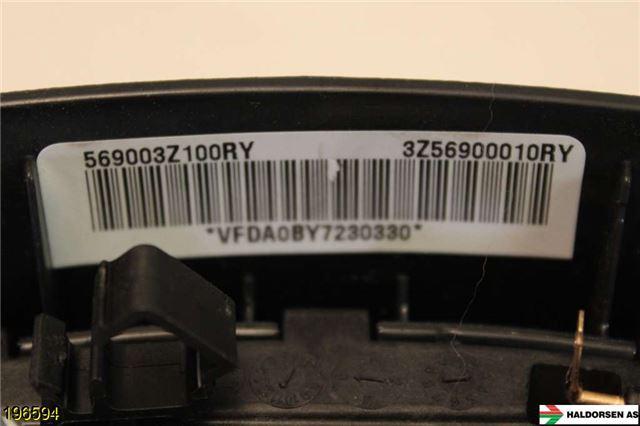 569003Z100RY 3Z56900010RY
*VFDA0BY7230330*
196594
HALDORSEN AS